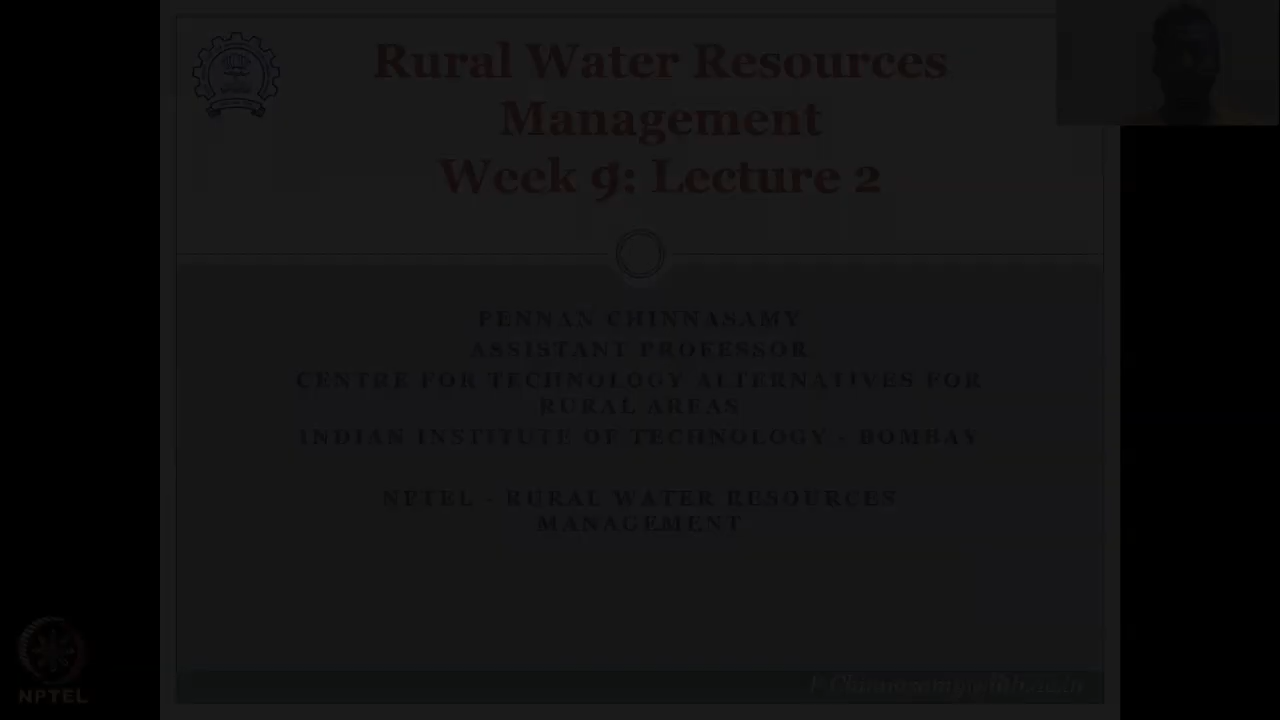 Rural Water Resources
Management
Week 9: Lecture 2
PENNAN CHINNASAMY
ASSISTANT PROFESSOR
CENTRE FOR TECHNOLOGY ALTERNATIVES FOR
RURAL AREAS
INDIAN INSTITUTE OF TECHNOLOGY - BOMBAY
NPTEL - RURAL WATER RESOURCES
MANAGEMENT
NPTEL